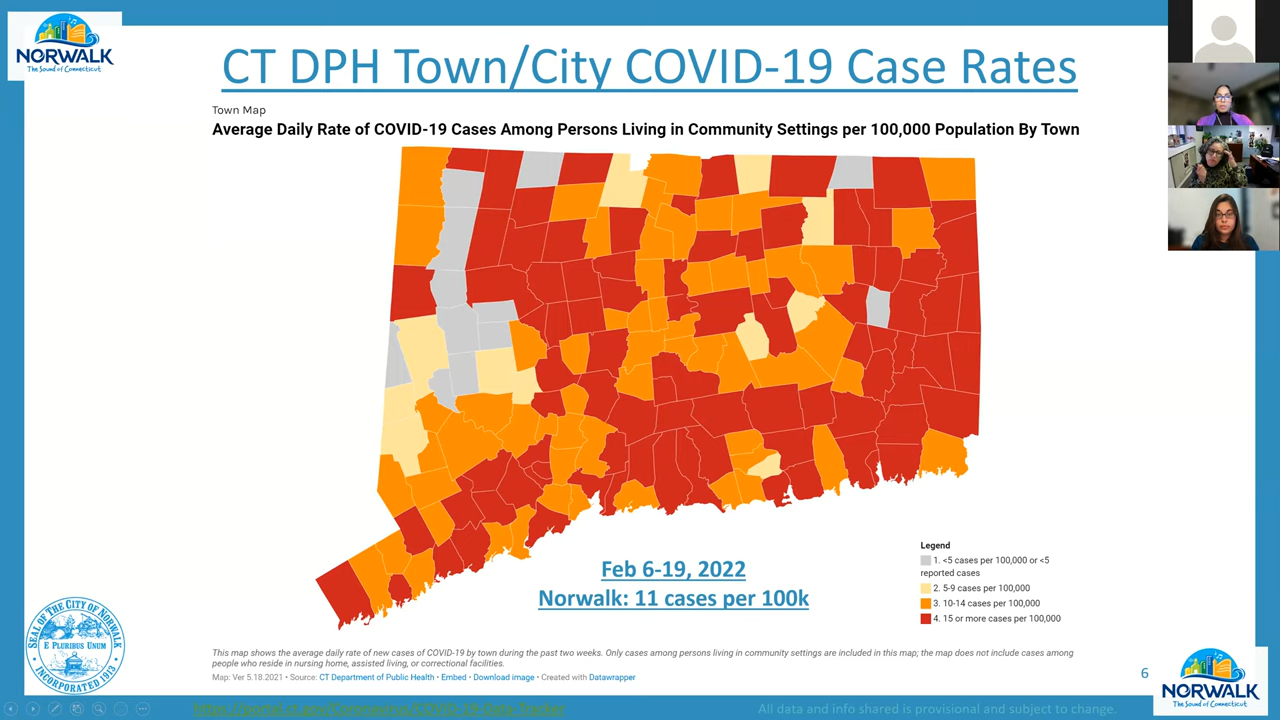 NORWALK
The Sound of Connecticut
CT DPH Town/City COVID-19 Case Rates
Town Map
Average Daily Rate of COVID-19 Cases Among Persons Living in Community Settings per 100,000 Population By Town
Legend
1. <5 cases per 100,000 or <5
reported cases
2. 5-9 cases per 100,000
3. 10-14 cases per 100,000
4. 15 or more cases per 100,000
Feb 6-19, 2022
Norwalk: 11 cases per 100k
SEAL OF THE CITY OF NORWALK
E PLURIBUS UNUM
INCORPORATED 1913
This map shows the average daily rate of new cases of COVID-19 by town during the past two weeks. Only cases among persons living in community settings are included in this map; the map does not include cases among
people who reside in nursing home, assisted living, or correctional facilities.
Map: Ver 5.18.2021 • Source: CT Department of Public Health • Embed • Download image • Created with Datawrapper
6
NORWALK
The Sound of Connecticut
https://portal.ct.gov/Coronavirus/COVID-19-Data-Tracker
All data and info shared is provisional and subject to change.